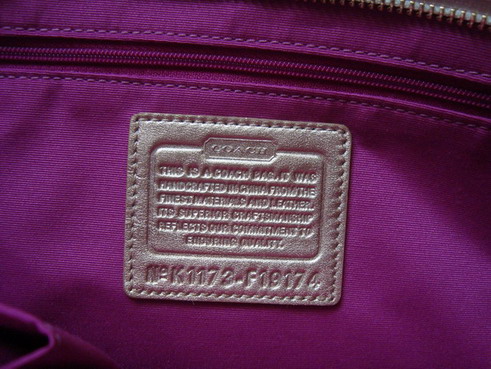 COACH
THIS IS A COACH BAG. IT WAS
HANDCRAFTED IN CHINA FROM THE
FINEST MATERIALS AND LEATHER.
ITS SUPERIOR CRAFTSMANSHIP
REFLECTS OUR COMMITMENT TO
ENDURING QUALITY.
No K1173-F19174